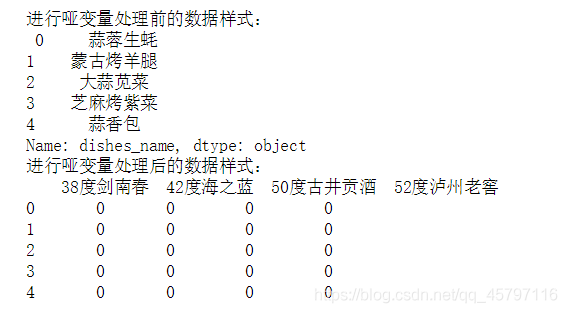 进行哑变量处理前的数据样式：
0 蒜蓉生蚝
1 蒙古烤羊腿
2 大蒜苋菜
3 芝麻烤紫菜
4 蒜香包
Name: dishes_name, dtype: object
进行哑变量处理后的数据样式：
38度剑南春 42度海之蓝 50度古井贡酒 52度泸州老窖
0 0 0 0 0
1 0 0 0 0
2 0 0 0 0
3 0 0 0 0
4 0 0 0 0
https://blog.csdn.net/qq_45797116